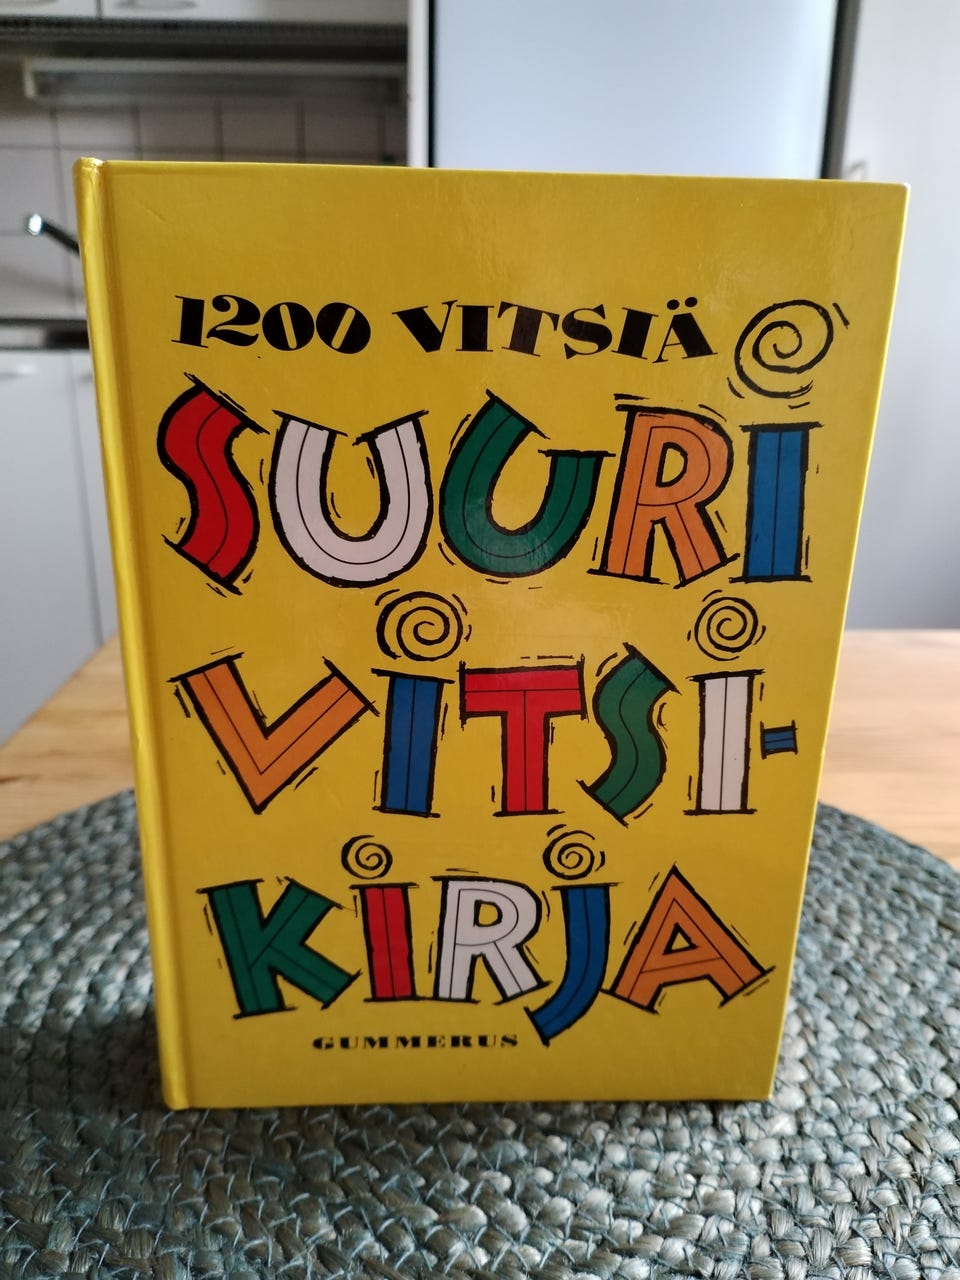 1200 VITSIÄ
SUURI
VITSI-
KIRJA
GUMMERUS